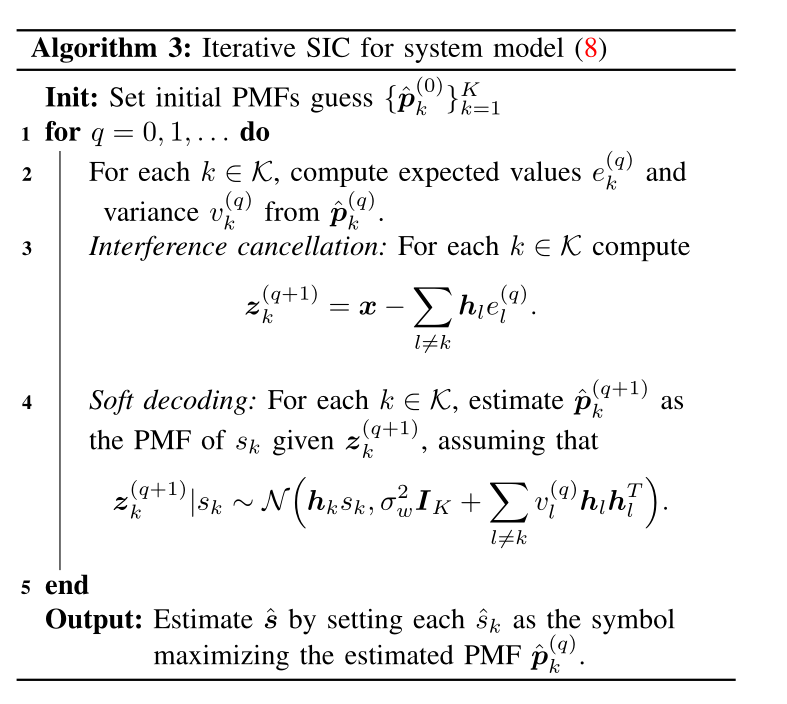 Algorithm 3: Iterative SIC for system model (8)
Init: Set initial PMFs guess $\{\hat{\boldsymbol{p}}_k^{(0)}\}_{k=1}^{K}$
1 for $q = 0, 1, \ldots$ do
2 For each $k \in \mathcal{K}$, compute expected values $e_k^{(q)}$ and
variance $v_k^{(q)}$ from $\hat{\boldsymbol{p}}_k^{(q)}$.
3 Interference cancellation: For each $k \in \mathcal{K}$ compute
$\boldsymbol{z}_k^{(q+1)} = \boldsymbol{x} - \sum_{l \neq k} \boldsymbol{h}_l e_l^{(q)}.$
4 Soft decoding: For each $k \in \mathcal{K}$, estimate $\hat{\boldsymbol{p}}_k^{(q+1)}$ as
the PMF of $s_k$ given $\boldsymbol{z}_k^{(q+1)}$, assuming that
$\boldsymbol{z}_k^{(q+1)} | s_k \sim \mathcal{N}\left(\boldsymbol{h}_k s_k, \sigma_w^2 \boldsymbol{I}_K + \sum_{l \neq k} v_l^{(q)} \boldsymbol{h}_l \boldsymbol{h}_l^T\right).$
5 end
Output: Estimate $\hat{\boldsymbol{s}}$ by setting each $\hat{s}_k$ as the symbol
maximizing the estimated PMF $\hat{\boldsymbol{p}}_k^{(q)}$.